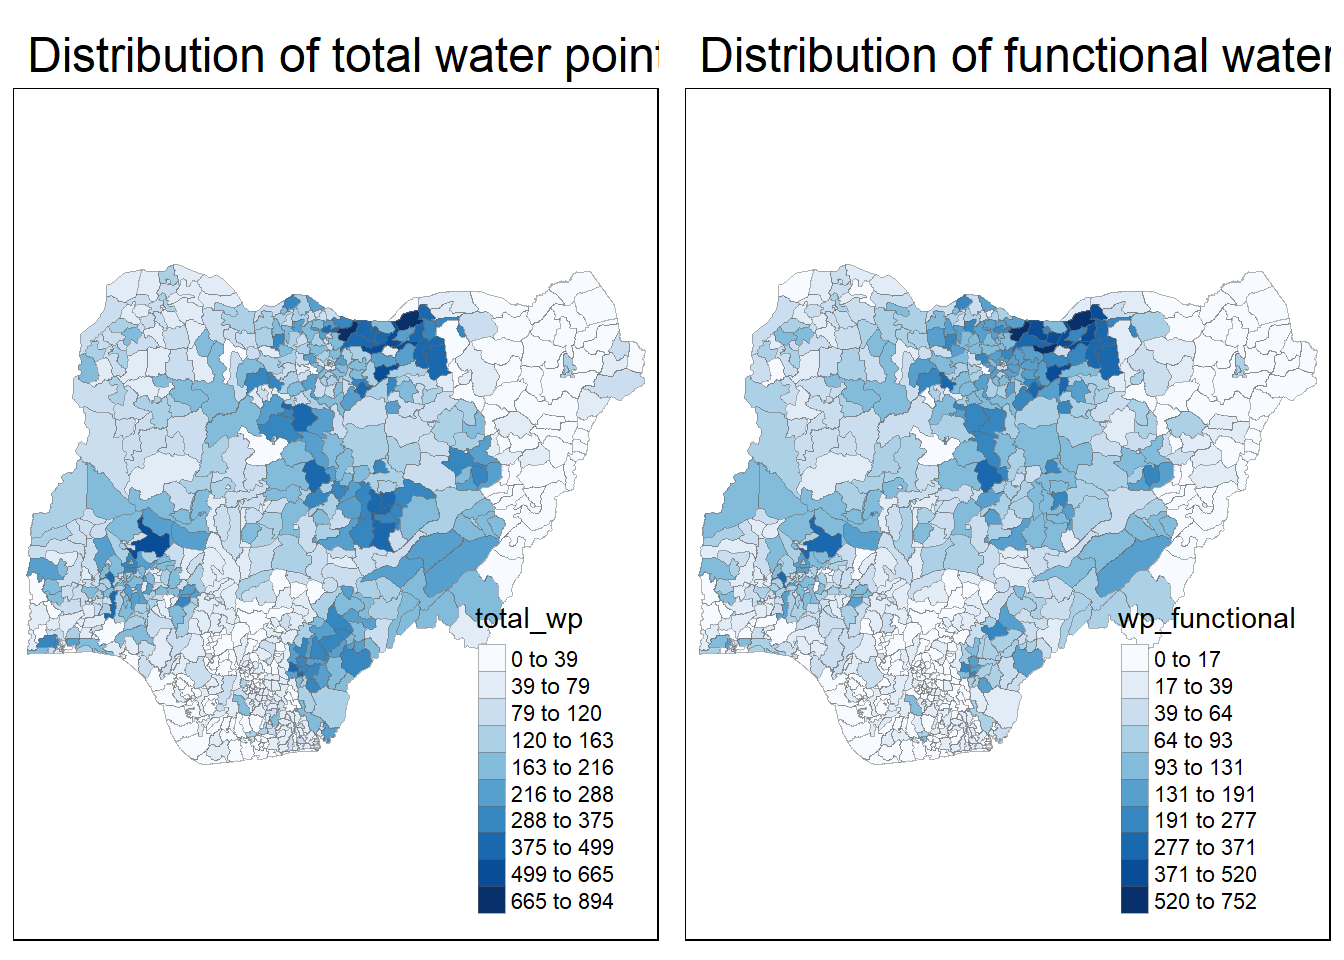 Distribution of total water point
Distribution of functional water
total_wp
0 to 39
39 to 79
79 to 120
120 to 163
163 to 216
216 to 288
288 to 375
375 to 499
499 to 665
665 to 894
wp_functional
0 to 17
17 to 39
39 to 64
64 to 93
93 to 131
131 to 191
191 to 277
277 to 371
371 to 520
520 to 752